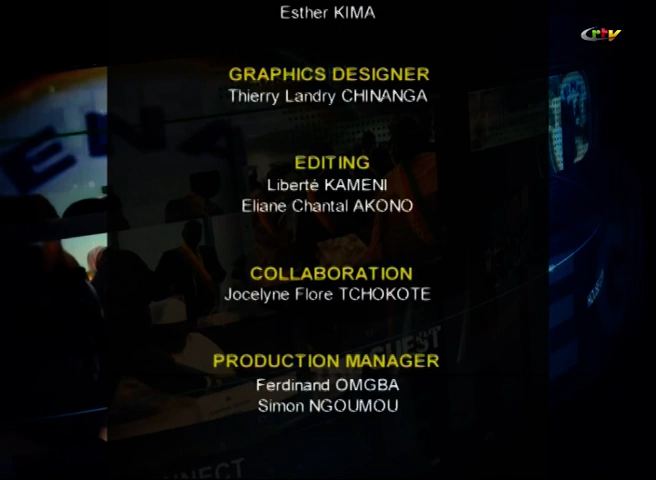 Esther KIMA
crtv
GRAPHICS DESIGNER
Thierry Landry CHINANGA
EDITING
Liberté KAMENI
Eliane Chantal AKONO
COLLABORATION
Jocelyne Flore TCHOKOTE
PRODUCTION MANAGER
Ferdinand OMGBA
Simon NGOUMOU